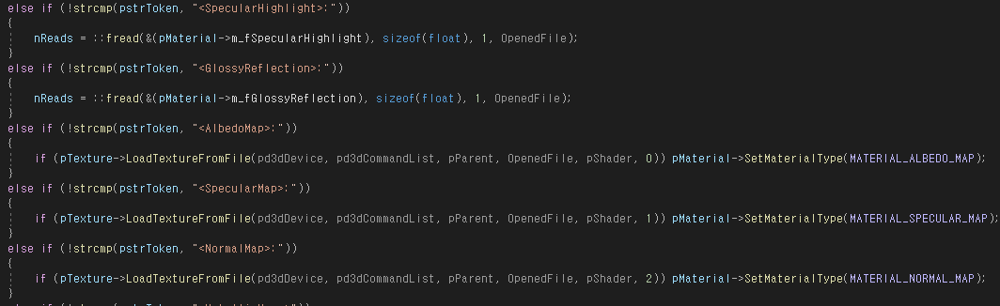 else if (!strcmp(pstrToken, "<SpecularHighlight>:"))
{
nReads = ::fread(&(pMaterial->m_fSpecularHighlight), sizeof(float), 1, OpenedFile);
}
else if (!strcmp(pstrToken, "<GlossyReflection>:"))
{
nReads = ::fread(&(pMaterial->m_fGlossyReflection), sizeof(float), 1, OpenedFile);
}
else if (!strcmp(pstrToken, "<AlbedoMap>:"))
{
if (pTexture->LoadTextureFromFile(pd3dDevice, pd3dCommandList, pParent, OpenedFile, pShader, 0)) pMaterial->SetMaterialType(MATERIAL_ALBEDO_MAP);
}
else if (!strcmp(pstrToken, "<SpecularMap>:"))
{
if (pTexture->LoadTextureFromFile(pd3dDevice, pd3dCommandList, pParent, OpenedFile, pShader, 1)) pMaterial->SetMaterialType(MATERIAL_SPECULAR_MAP);
}
else if (!strcmp(pstrToken, "<NormalMap>:"))
{
if (pTexture->LoadTextureFromFile(pd3dDevice, pd3dCommandList, pParent, OpenedFile, pShader, 2)) pMaterial->SetMaterialType(MATERIAL_NORMAL_MAP);
}